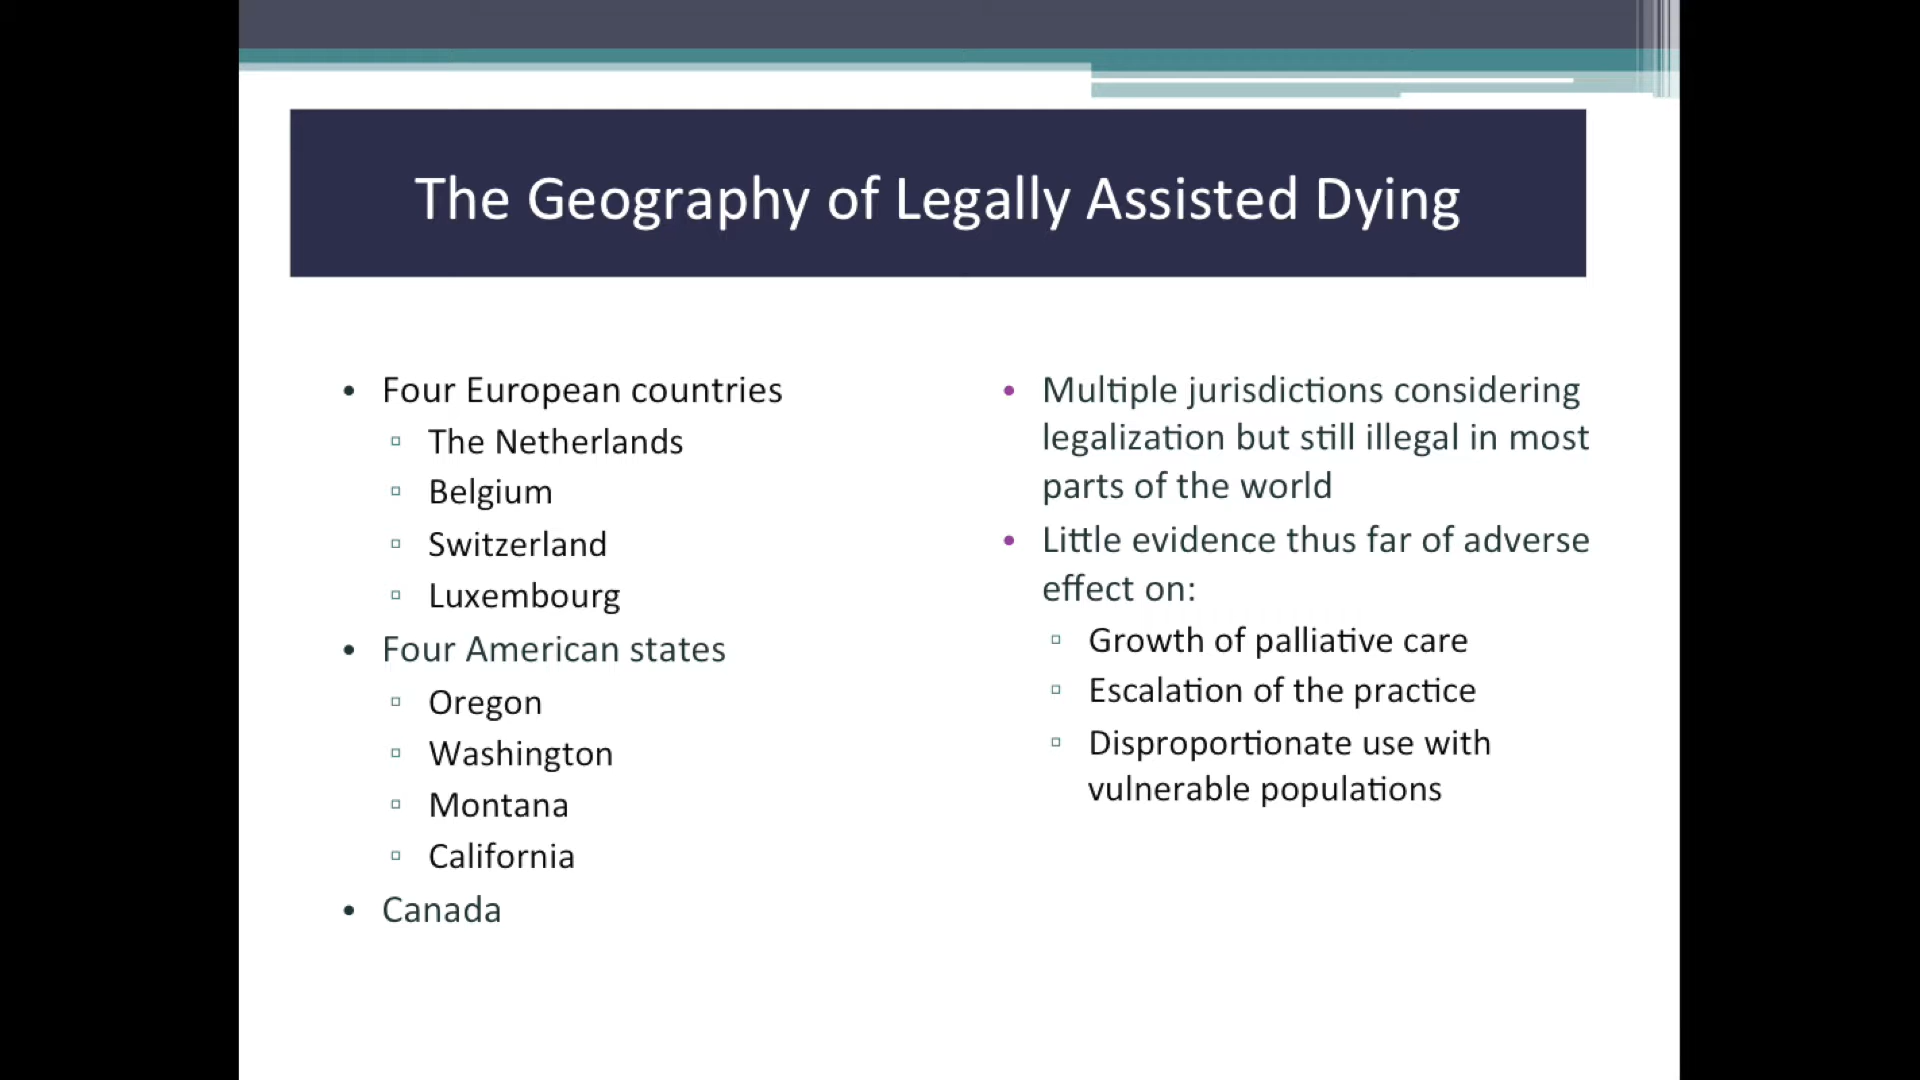 The Geography of Legally Assisted Dying
• Four European countries
▫ The Netherlands
▫ Belgium
▫ Switzerland
▫ Luxembourg
• Four American states
▫ Oregon
▫ Washington
▫ Montana
▫ California
• Canada
• Multiple jurisdictions considering
legalization but still illegal in most
parts of the world
• Little evidence thus far of adverse
effect on:
▫ Growth of palliative care
▫ Escalation of the practice
▫ Disproportionate use with
vulnerable populations